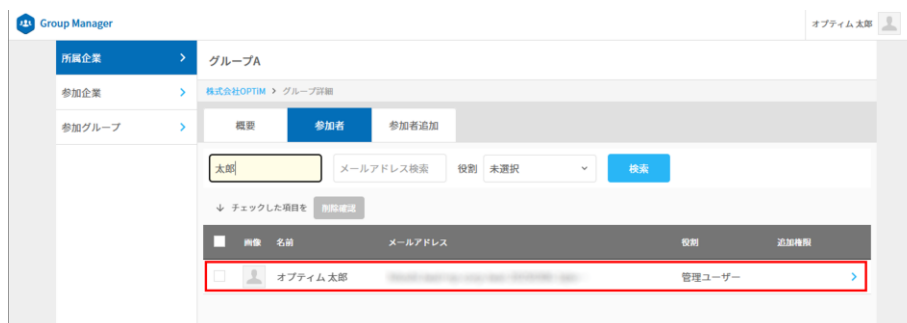 Group Manager
オプティム 太郎
所属企業
参加企業
参加グループ
グループA
株式会社OPTiM > グループ詳細
概要 参加者 参加者追加
太郎 メールアドレス検索 役割 未選択 検索
↓ チェックした項目を 削除確認
画像 名前 メールアドレス 役割 追加権限
オプティム 太郎 管理ユーザー